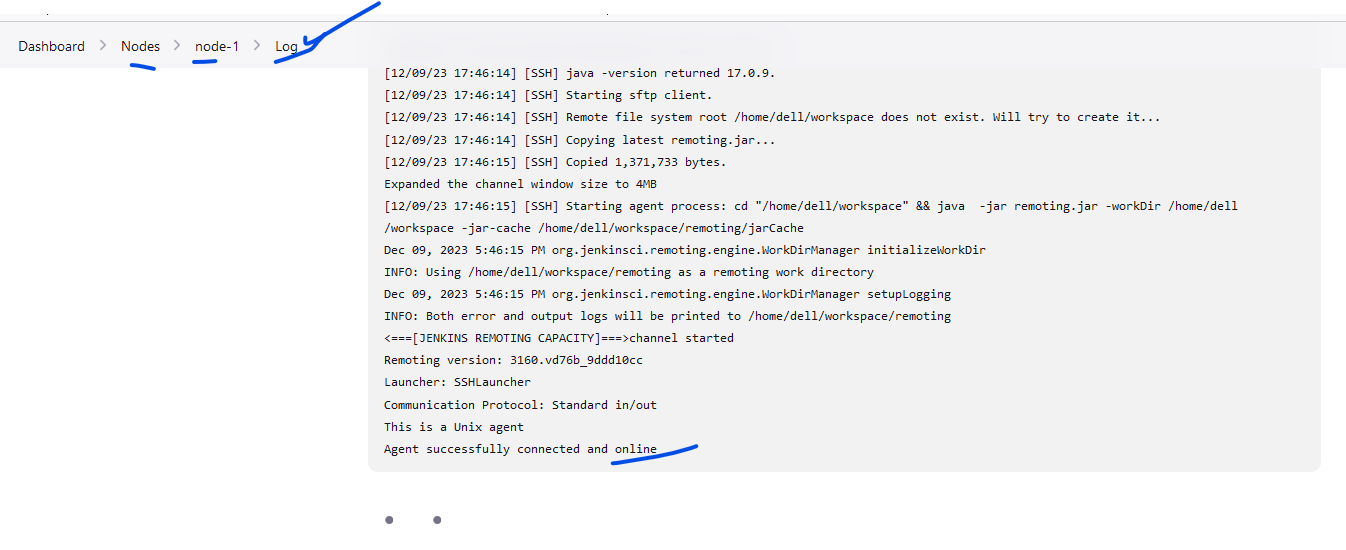 Dashboard > Nodes > node-1 > Log
[12/09/23 17:46:14] [SSH] java -version returned 17.0.9.
[12/09/23 17:46:14] [SSH] Starting sftp client.
[12/09/23 17:46:14] [SSH] Remote file system root /home/dell/workspace does not exist. Will try to create it...
[12/09/23 17:46:14] [SSH] Copying latest remoting.jar...
[12/09/23 17:46:15] [SSH] Copied 1,371,733 bytes.
Expanded the channel window size to 4MB
[12/09/23 17:46:15] [SSH] Starting agent process: cd "/home/dell/workspace" && java  -jar remoting.jar -workDir /home/dell
/workspace -jar-cache /home/dell/workspace/remoting/jarCache
Dec 09, 2023 5:46:15 PM org.jenkinsci.remoting.engine.WorkDirManager initializeWorkDir
INFO: Using /home/dell/workspace/remoting as a remoting work directory
Dec 09, 2023 5:46:15 PM org.jenkinsci.remoting.engine.WorkDirManager setupLogging
INFO: Both error and output logs will be printed to /home/dell/workspace/remoting
<===[JENKINS REMOTING CAPACITY]===>channel started
Remoting version: 3160.vd76b_9ddd10cc
Launcher: SSHLauncher
Communication Protocol: Standard in/out
This is a Unix agent
Agent successfully connected and online